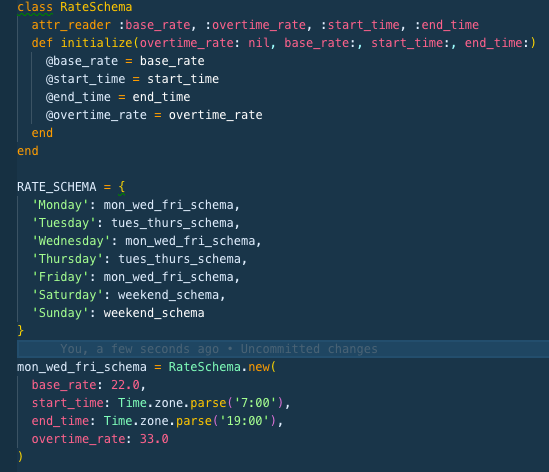 class RateSchema
  attr_reader :base_rate, :overtime_rate, :start_time, :end_time
  def initialize(overtime_rate: nil, base_rate:, start_time:, end_time:)
    @base_rate = base_rate
    @start_time = start_time
    @end_time = end_time
    @overtime_rate = overtime_rate
  end
end

RATE_SCHEMA = {
  'Monday': mon_wed_fri_schema,
  'Tuesday': tues_thurs_schema,
  'Wednesday': mon_wed_fri_schema,
  'Thursday': tues_thurs_schema,
  'Friday': mon_wed_fri_schema,
  'Saturday': weekend_schema,
  'Sunday': weekend_schema
}
You, a few seconds ago • Uncommitted changes
mon_wed_fri_schema = RateSchema.new(
  base_rate: 22.0,
  start_time: Time.zone.parse('7:00'),
  end_time: Time.zone.parse('19:00'),
  overtime_rate: 33.0
)